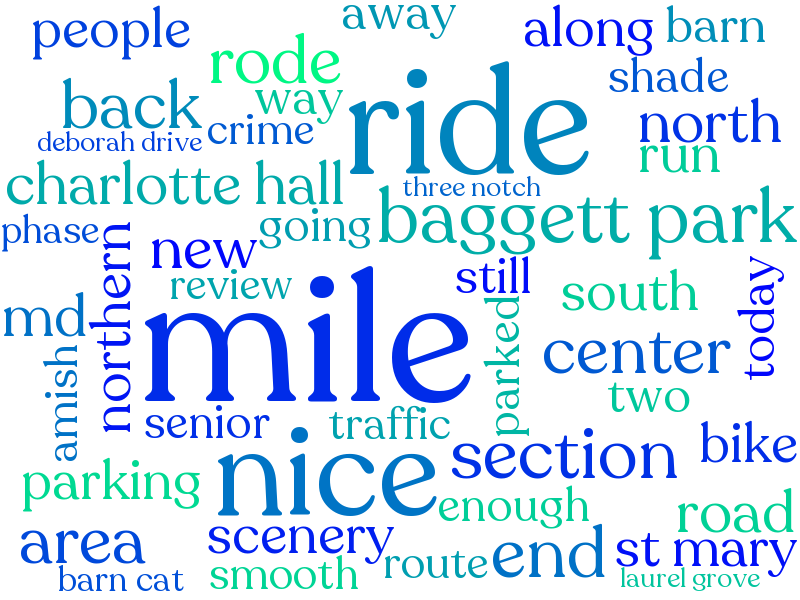 people
away
along
barn
rode
shade
back
way
ride
north
deborah drive
crime
run
charlotte hall
three notch
baggett park
phase
going
new
northern
review
still
south
today
md
mile
parked
center
amish
two
senior
traffic
bike
nice
section
parking
enough
road
area
scenery
end
st mary
route
barn cat
smooth
laurel grove